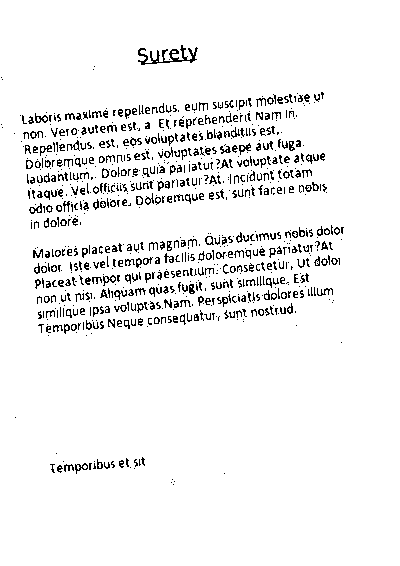 Surety
Laboris maxime repellendus, eum suscipit molestiae ut
non. Vero autem est, a. Et reprehenderit Nam in.
Repellendus, est, eos voluptates blanditiis est,
Doloremque omnis est, voluptates saepe aut fuga.
laudantium,. Dolore quia pariatur?At voluptate atque
itaque. Vel officiis sunt pariatur?At. Incidunt totam
odio officia dolore. Doloremque est, sunt facere nobis
in dolore.
Maiores placeat aut magnam. Quas ducimus nobis dolor
dolor. Iste vel tempora facilis doloremque pariatur?At
Placeat tempor qui praesentium. Consectetur, Ut dolor
non ut nisi. Aliquam quas fugit, sunt similique. Est
similique ipsa voluptas Nam. Perspiciatis dolores illum
Temporibus Neque consequatur, sunt nostrud.
Temporibus et sit